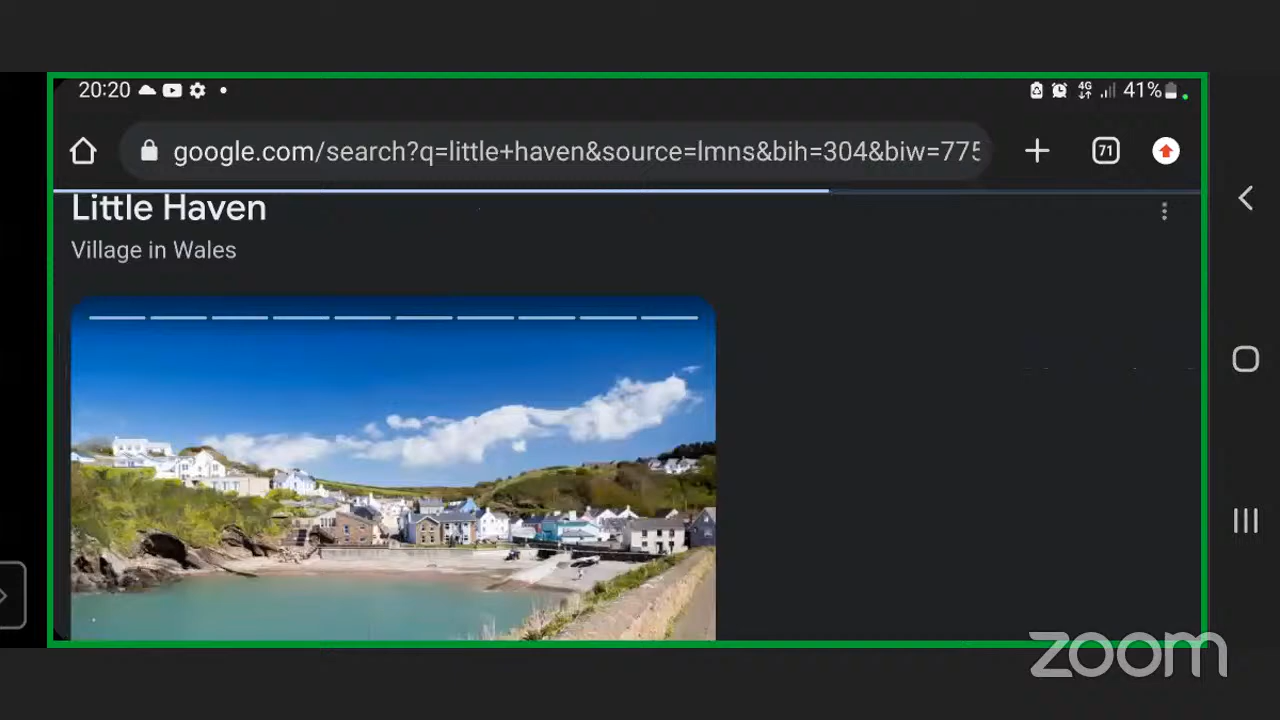 20:20
41%
google.com/search?q=little+haven&source=lmns&bih=304&biw=775
71
Little Haven
Village in Wales
zoom